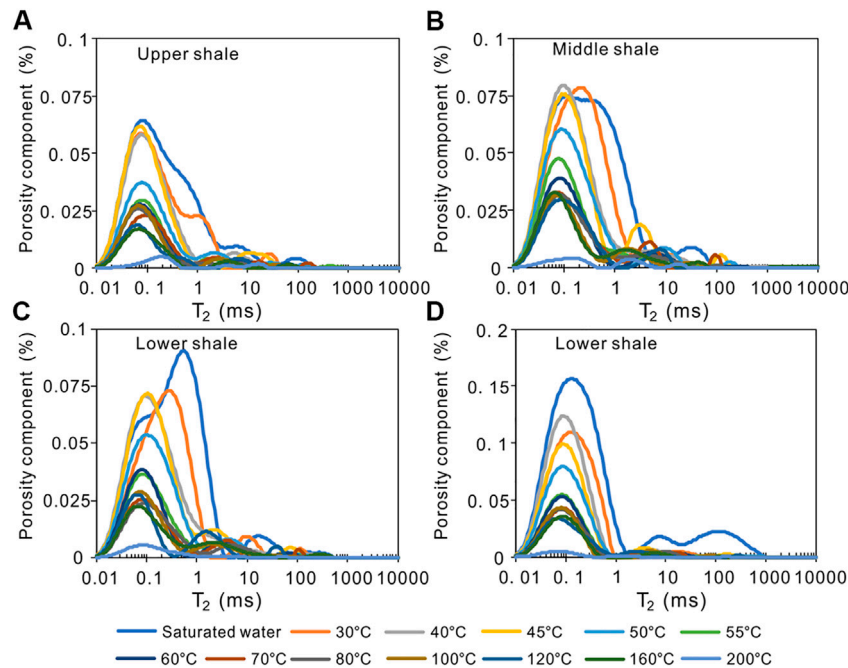 A
B
Upper shale
Middle shale
Porosity component (%)
0. 1
0. 075
0. 05
0. 025
0
0. 01 0. 1 1 10 100 1000 10000
T2 (ms)
Porosity component (%)
0. 1
0. 075
0. 05
0. 025
0
0. 01 0. 1 1 10 100 1000 10000
T2 (ms)
C
D
Lower shale
Lower shale
Porosity component (%)
0. 1
0. 075
0. 05
0. 025
0
0. 01 0. 1 1 10 100 1000 10000
T2 (ms)
Porosity component (%)
0. 2
0. 15
0. 1
0. 05
0
0. 01 0. 1 1 10 100 1000 10000
T2 (ms)
Saturated water 30°C 40°C 45°C 50°C 55°C
60°C 70°C 80°C 100°C 120°C 160°C 200°C